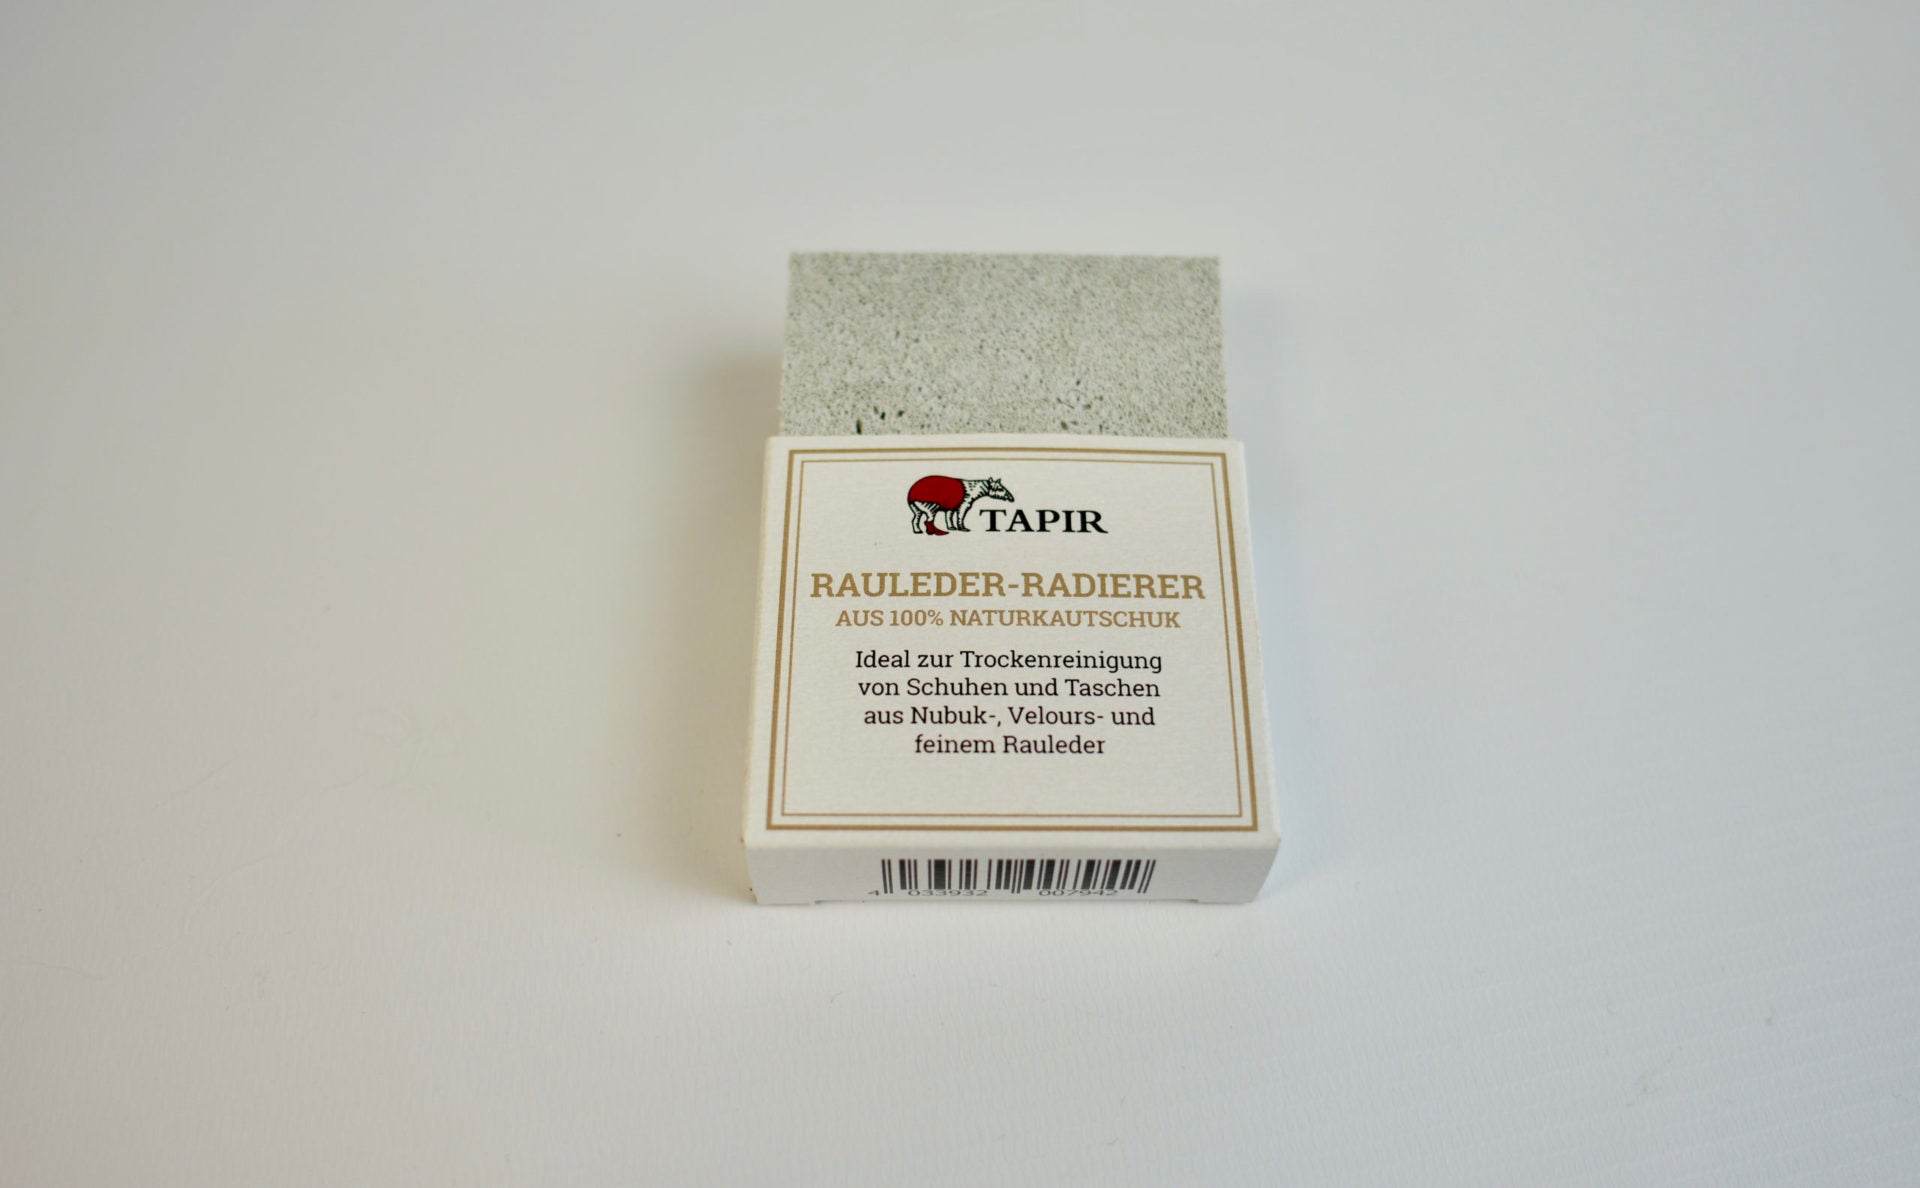 TAPIR
RAULEDER-RADIERER
AUS 100% NATURKAUTSCHUK
Ideal zur Trockenreinigung
von Schuhen und Taschen
aus Nubuk-, Velours- und
feinem Rauleder
4 033932 007942